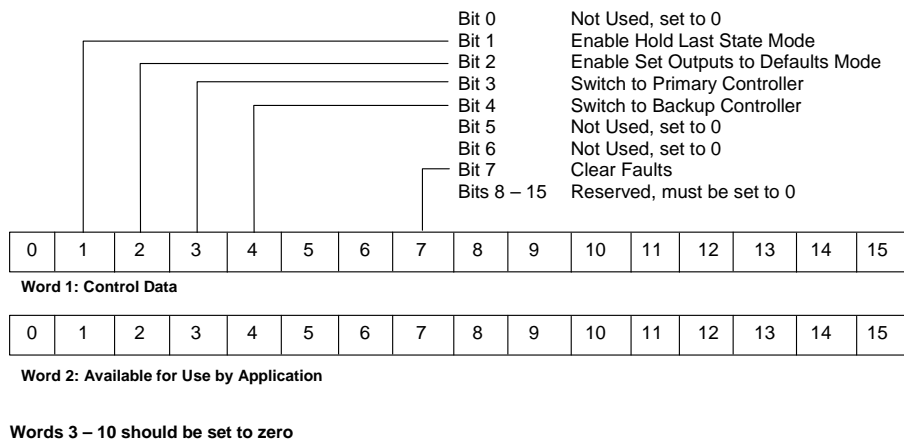 Bit 0 Not Used, set to 0
Bit 1 Enable Hold Last State Mode
Bit 2 Enable Set Outputs to Defaults Mode
Bit 3 Switch to Primary Controller
Bit 4 Switch to Backup Controller
Bit 5 Not Used, set to 0
Bit 6 Not Used, set to 0
Bit 7 Clear Faults
Bits 8 – 15 Reserved, must be set to 0
0 1 2 3 4 5 6 7 8 9 10 11 12 13 14 15
Word 1: Control Data
0 1 2 3 4 5 6 7 8 9 10 11 12 13 14 15
Word 2: Available for Use by Application
Words 3 – 10 should be set to zero